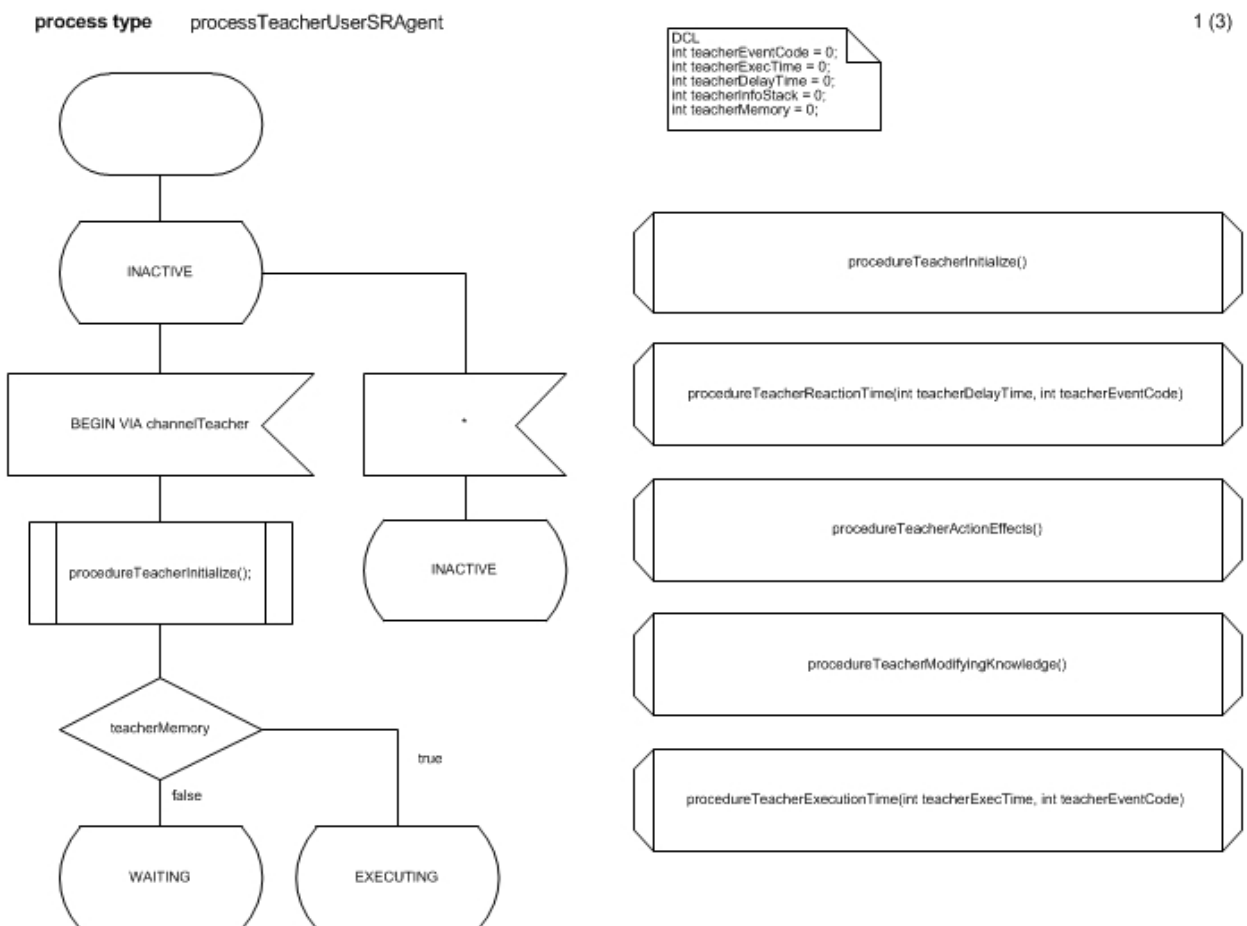 process type processTeacherUserSRAgent
1 (3)
DCL
int teacherEventCode = 0;
int teacherExecTime = 0;
int teacherDelayTime = 0;
int teacherInfoStack = 0;
int teacherMemory = 0;
INACTIVE
BEGIN VIA channelTeacher
*
procedureTeacherInitialize();
INACTIVE
teacherMemory
true
false
WAITING
EXECUTING
procedureTeacherInitialize()
procedureTeacherReactionTime(int teacherDelayTime, int teacherEventCode)
procedureTeacherActionEffects()
procedureTeacherModifyingKnowledge()
procedureTeacherExecutionTime(int teacherExecTime, int teacherEventCode)